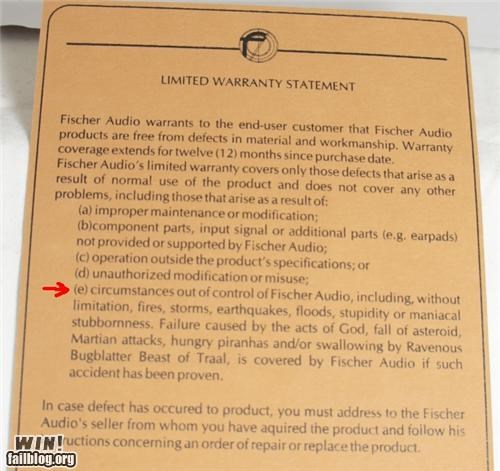 LIMITED WARRANTY STATEMENT
Fischer Audio warrants to the end-user customer that Fischer Audio
products are free from defects in material and workmanship. Warranty
coverage extends for twelve (12) months since purchase date.
Fischer Audio's limited warranty covers only those defects that arise as a
result of normal use of the product and does not cover any other
problems, including those that arise as a result of:
(a) improper maintenance or modification;
(b)component parts, input signal or additional parts (e.g. earpads)
not provided or supported by Fischer Audio;
(c) operation outside the product's specifications; or
(d) unauthorized modification or misuse;
(e) circumstances out of control of Fischer Audio, including, without
limitation, fires, storms, earthquakes, floods, stupidity or maniacal
stubbornness. Failure caused by the acts of God, fall of asteroid,
Martian attacks, hungry piranhas and/or swallowing by Ravenous
Bugblatter Beast of Traal, is covered by Fischer Audio if such
accident has been proven.
In case defect has occured to product, you must address to the Fischer
Audio's seller from whom you have aquired the product and follow his
uctions concerning an order of repair or replace the product.
WIN!
failblog.org